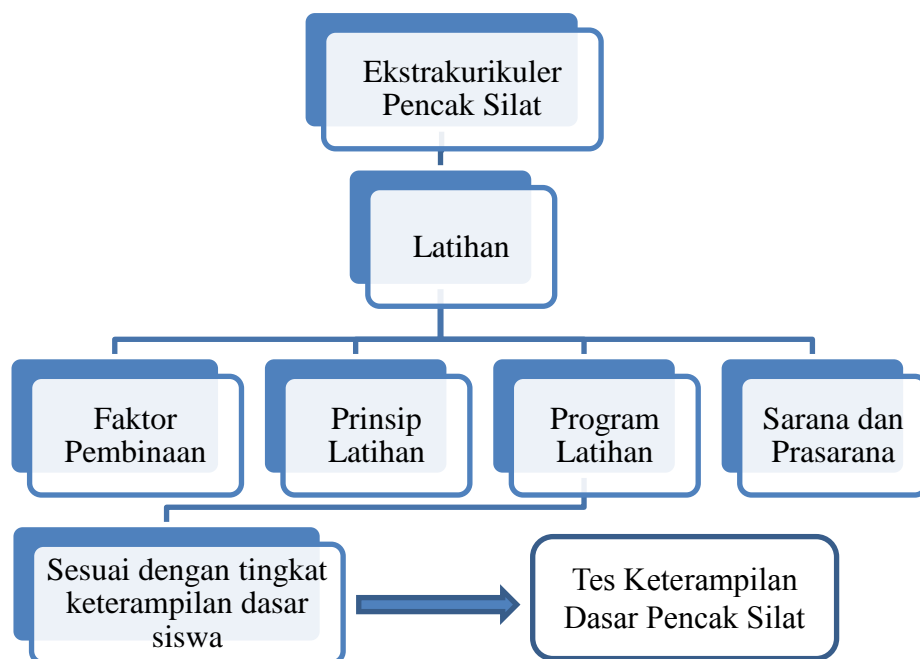 Ekstrakurikuler
Pencak Silat
Latihan
Faktor
Pembinaan
Prinsip
Latihan
Program
Latihan
Sarana dan
Prasarana
Sesuai dengan tingkat
keterampilan dasar
siswa
Tes Keterampilan
Dasar Pencak Silat